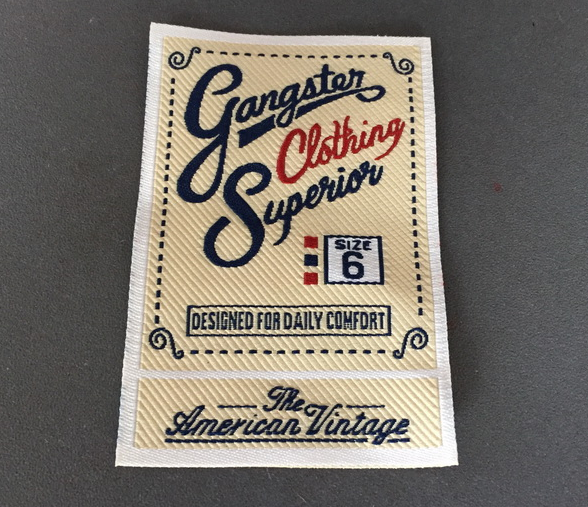 Gangster
Clothing
Superior
SIZE
6
DESIGNED FOR DAILY COMFORT
The
American Vintage